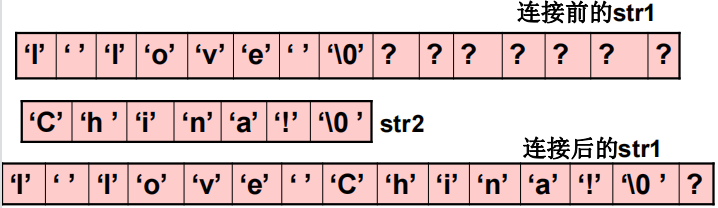 连接前的str1
‘I’ ‘ ’ ‘l’ ‘o’ ‘v’ ‘e’ ‘ ’ ‘\0’ ? ? ? ? ? ? ?
‘C’ ‘h ’ ‘i’ ‘n’ ‘a’ ‘!’ ‘\0 ’ str2
连接后的str1
‘I’ ‘ ’ ‘l’ ‘o’ ‘v’ ‘e’ ‘ ’ ‘C’ ‘h’ ‘i’ ‘n’ ‘a’ ‘!’ ‘\0 ’ ?